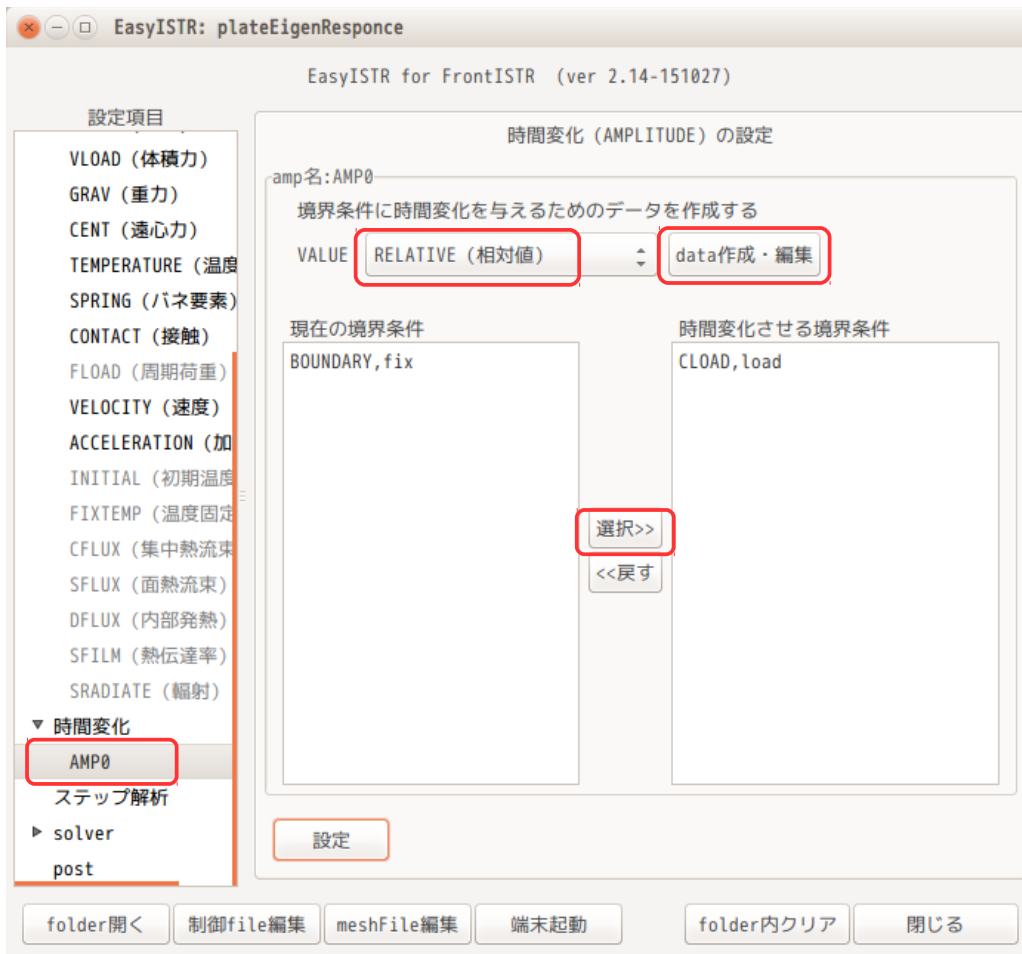 EasyISTR: plateEigenResponce
EasyISTR for FrontISTR (ver 2.14-151027)
設定項目
VLOAD (体積力)
GRAV (重力)
CENT (遠心力)
TEMPERATURE (温度
SPRING (バネ要素)
CONTACT (接触)
FLOAD (周期荷重)
VELOCITY (速度)
ACCELERATION (加
INITIAL (初期温度
FIXTEMP (温度固定
CFLUX (集中熱流束
SFLUX (面熱流束)
DFLUX (内部発熱)
SFILM (熱伝達率)
SRADIATE (輻射)
時間変化
AMP0
ステップ解析
solver
post
時間変化 (AMPLITUDE) の設定
amp名:AMP0
境界条件に時間変化を与えるためのデータを作成する
VALUE RELATIVE (相対値) data作成・編集
現在の境界条件
BOUNDARY,fix
選択>>
<<戻す
時間変化させる境界条件
CLOAD,load
設定
folder開く 制御file編集 meshFile編集 端末起動 folder内クリア 閉じる